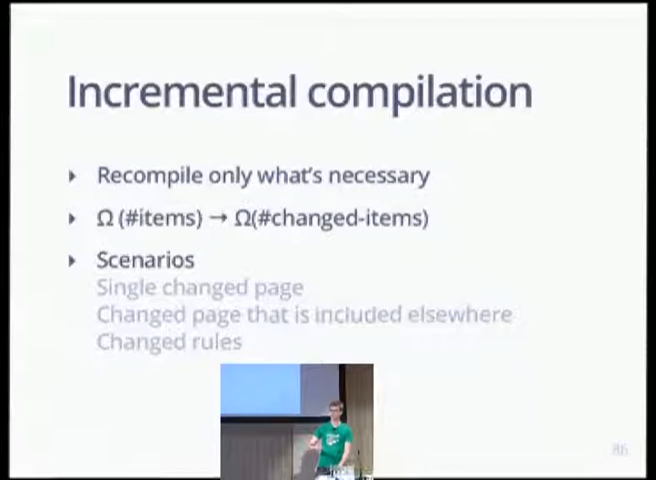 Incremental compilation
Recompile only what's necessary
Ω (#items) → Ω(#changed-items)
Scenarios
Single changed page
Changed page that is included elsewhere
Changed rules
86